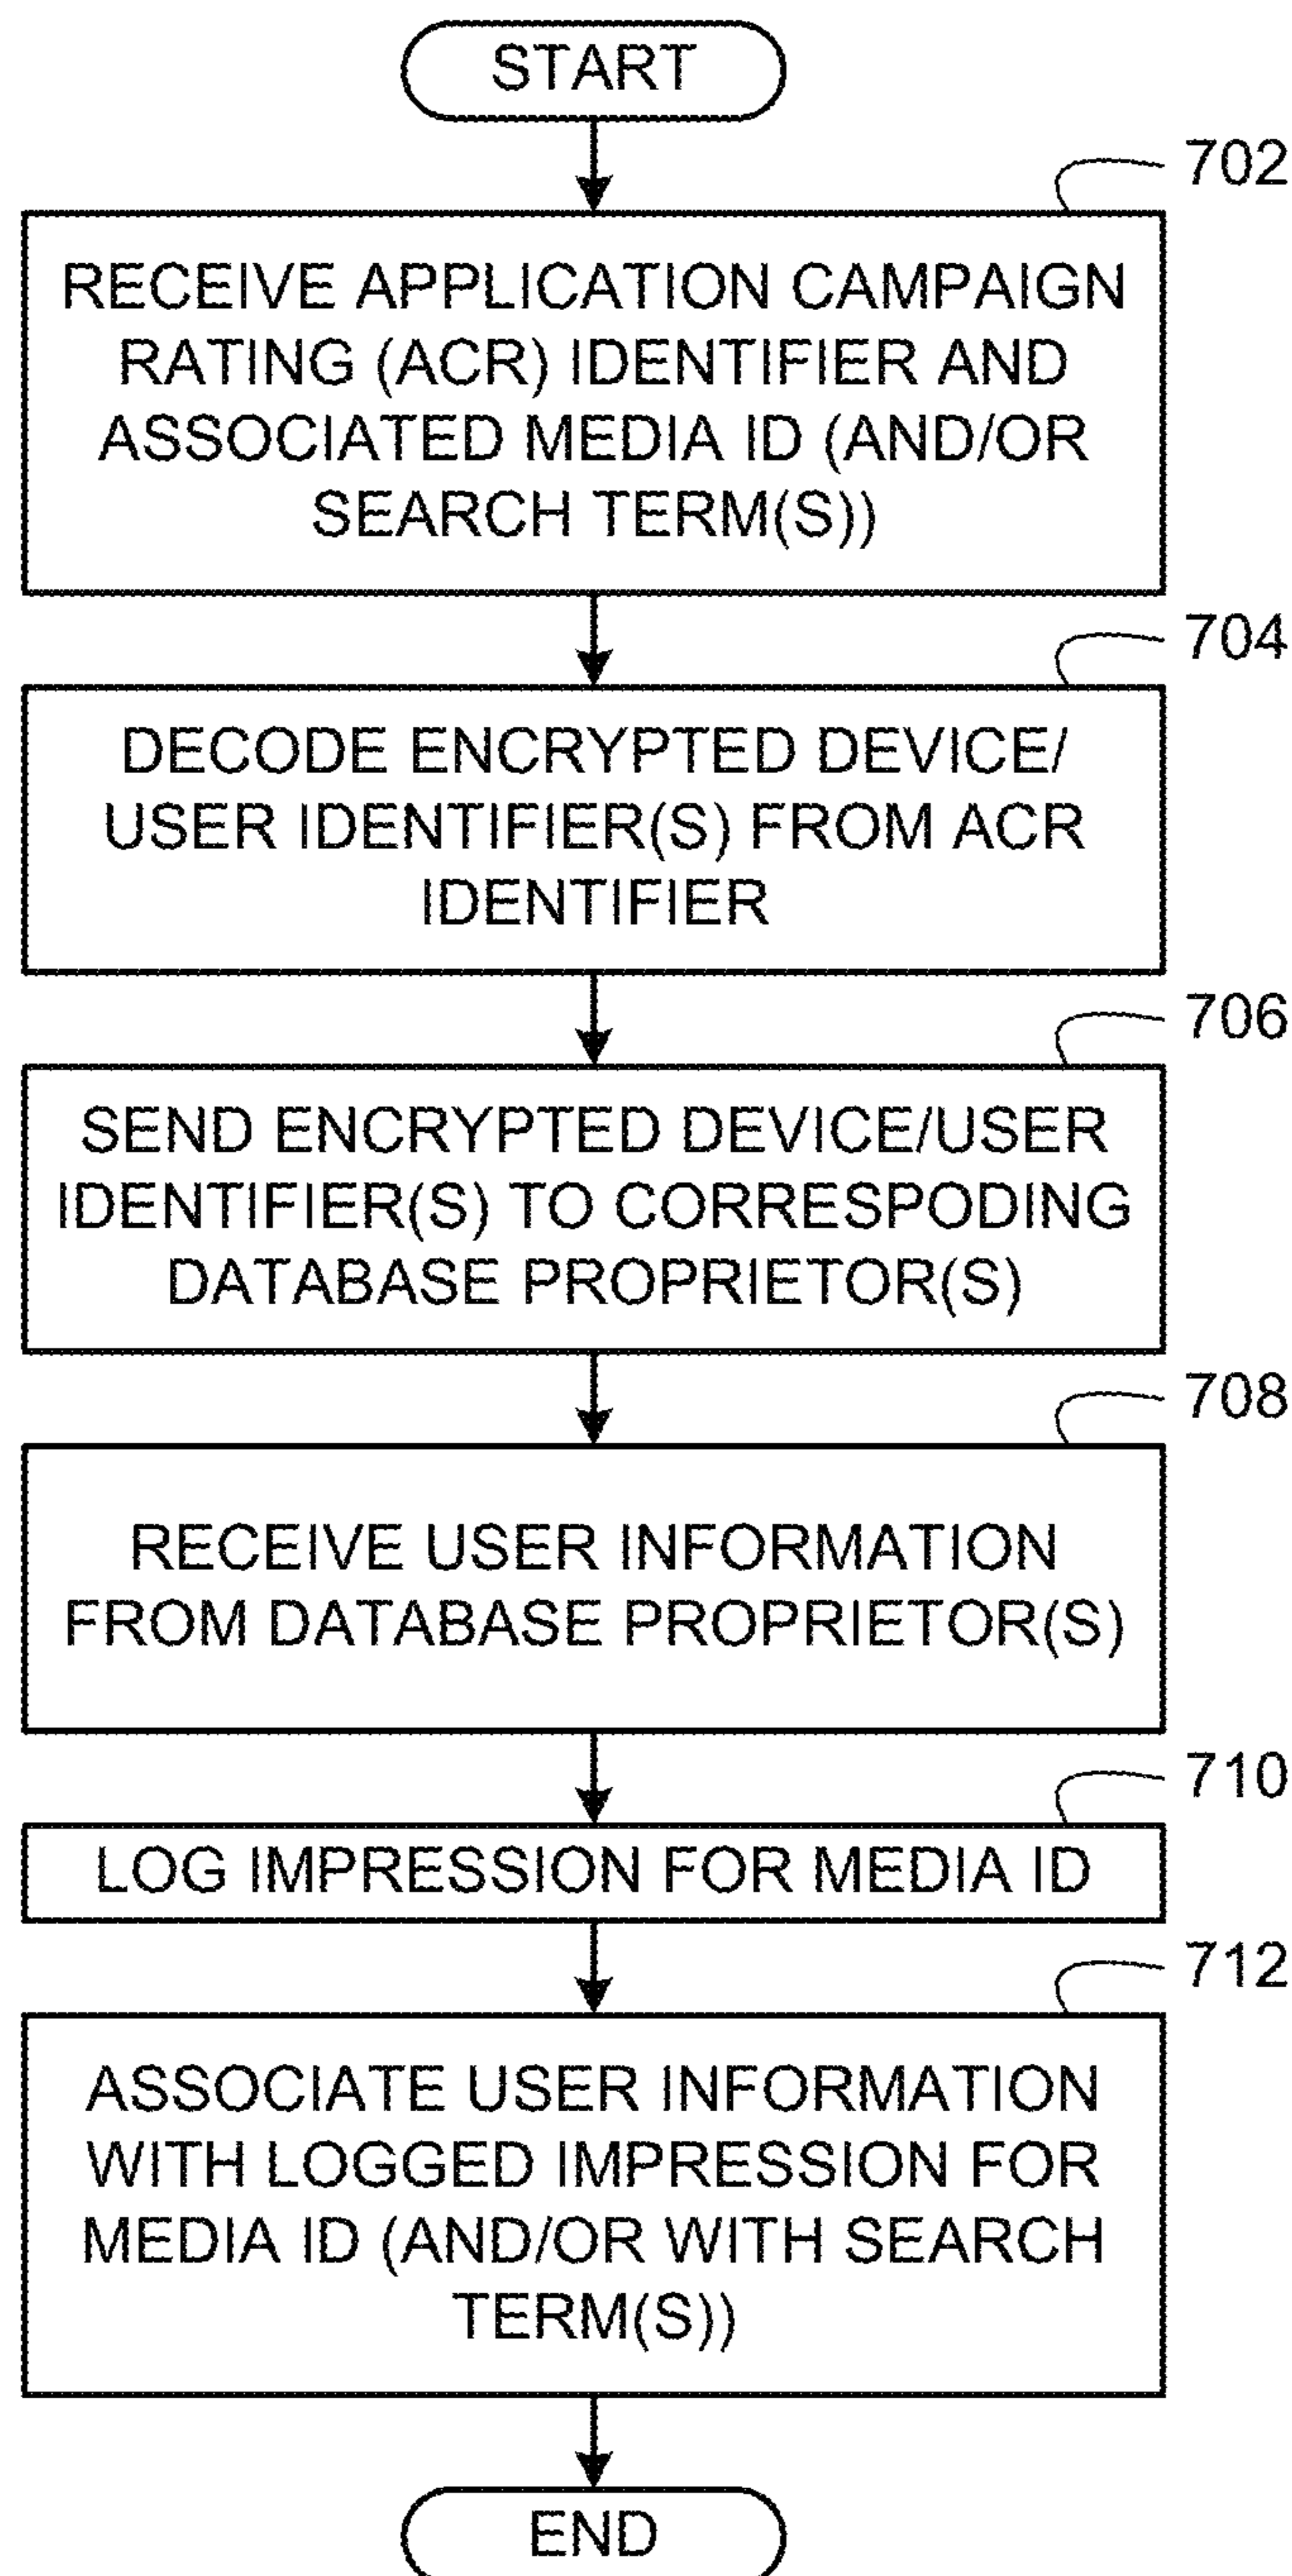 START
702
RECEIVE APPLICATION CAMPAIGN
RATING (ACR) IDENTIFIER AND
ASSOCIATED MEDIA ID (AND/OR
SEARCH TERM(S))
704
DECODE ENCRYPTED DEVICE/
USER IDENTIFIER(S) FROM ACR
IDENTIFIER
706
SEND ENCRYPTED DEVICE/USER
IDENTIFIER(S) TO CORRESPODING
DATABASE PROPRIETOR(S)
708
RECEIVE USER INFORMATION
FROM DATABASE PROPRIETOR(S)
710
LOG IMPRESSION FOR MEDIA ID
712
ASSOCIATE USER INFORMATION
WITH LOGGED IMPRESSION FOR
MEDIA ID (AND/OR WITH SEARCH
TERM(S))
END